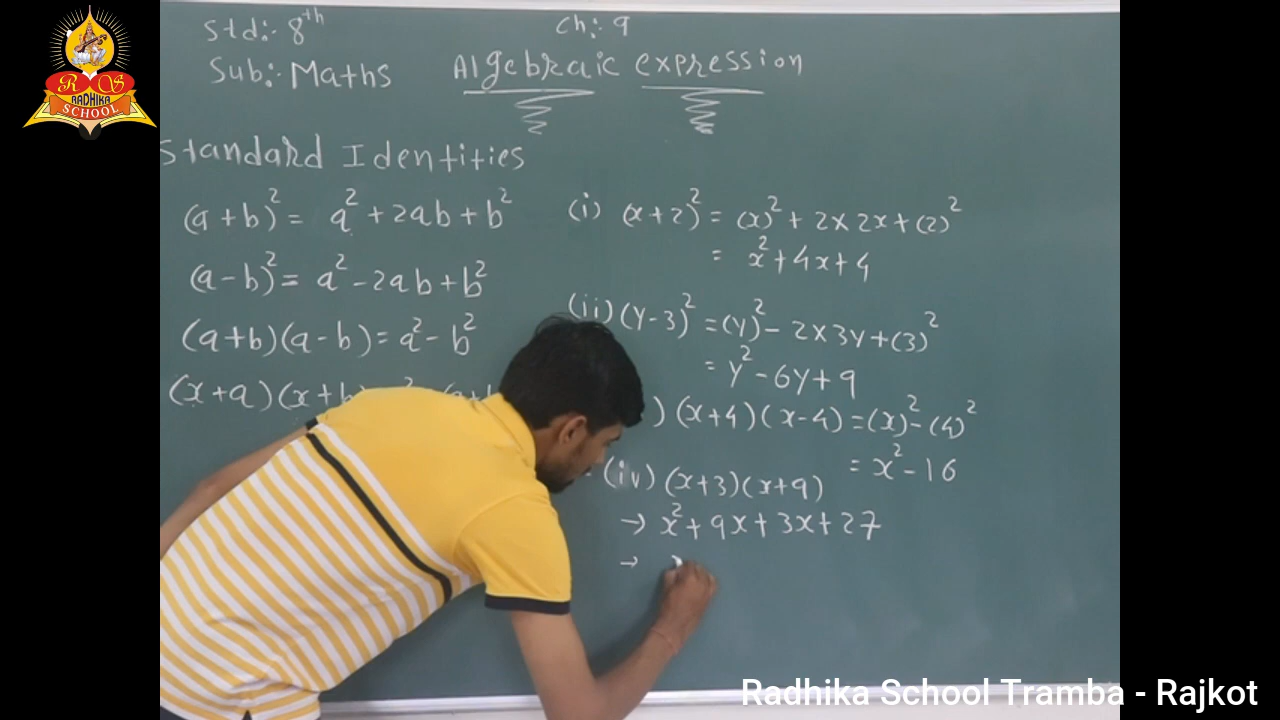 R S
RADHIKA
SCHOOL
Std:- 8th
Sub:- Maths
Ch:- 9
Algebraic expression
Standard Identities
(a+b)² = a² + 2ab + b²
(a-b)² = a² - 2ab + b²
(a+b)(a-b) = a² - b²
(x+a)(x+b)
(i) (x+2)² = (x)² + 2×2x + (2)²
= x² + 4x + 4
(ii) (y-3)² = (y)² - 2×3y + (3)²
= y² - 6y + 9
) (x+4)(x-4) = (x)² - (4)²
= x² - 16
(iv) (x+3)(x+9)
→ x² + 9x + 3x + 27
→
Radhika School Tramba - Rajkot